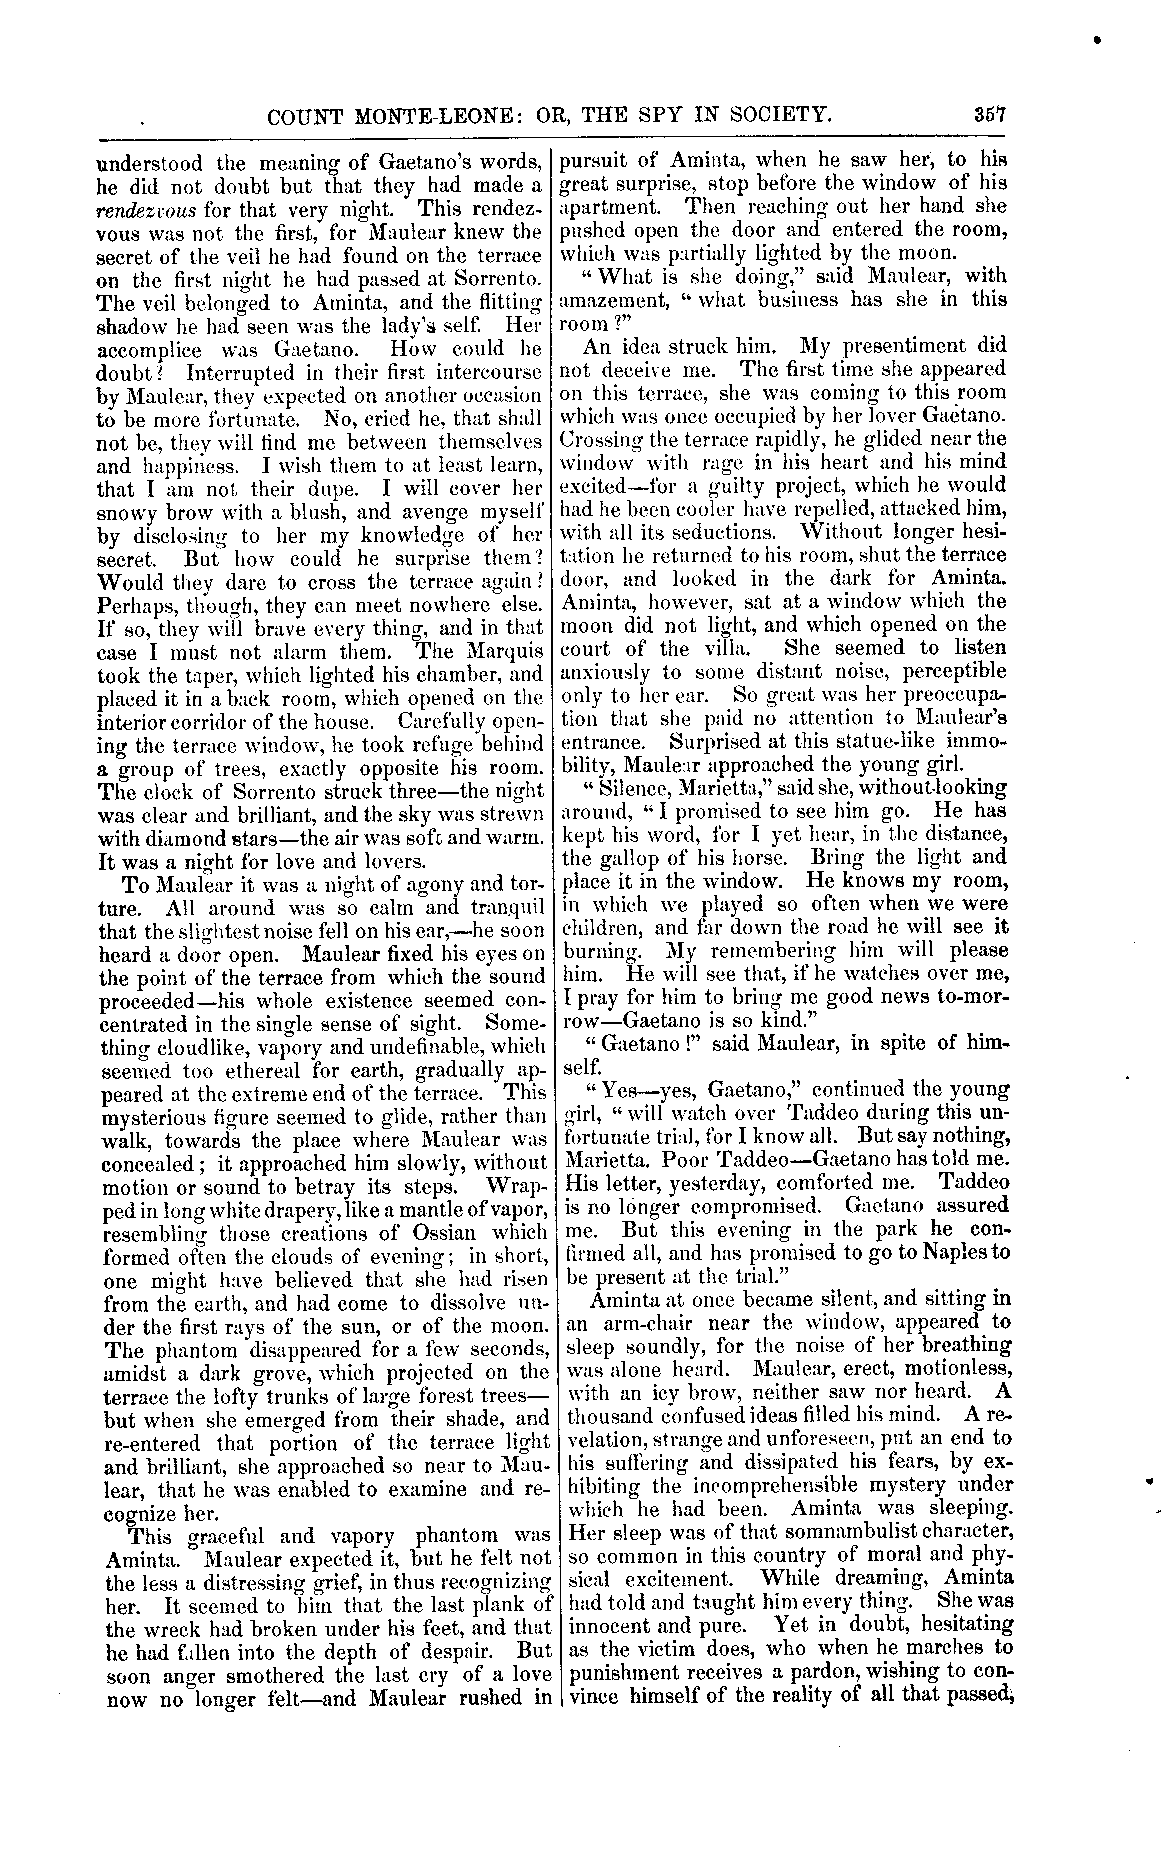 COUNT MONTE-LEONE: OR, THE SPY IN SOCIETY. 357
understood the meaning of Gaetano's words,
he did not doubt but that they had made a
rendezvous for that very night. This rendez-
vous was not the first, for Maulear knew the
secret of the veil he had found on the terrace
on the first night he had passed at Sorrento.
The veil belonged to Aminta, and the flitting
shadow he had seen was the lady's self. Her
accomplice was Gaetano. How could he
doubt? Interrupted in their first intercourse
by Maulear, they expected on another occasion
to be more fortunate. No, cried he, that shall
not be, they will find me between themselves
and happiness. I wish them to at least learn,
that I am not their dupe. I will cover her
snowy brow with a blush, and avenge myself
by disclosing to her my knowledge of her
secret. But how could he surprise them?
Would they dare to cross the terrace again?
Perhaps, though, they can meet nowhere else.
If so, they will brave every thing, and in that
case I must not alarm them. The Marquis
took the taper, which lighted his chamber, and
placed it in a back room, which opened on the
interior corridor of the house. Carefully open-
ing the terrace window, he took refuge behind
a group of trees, exactly opposite his room.
The clock of Sorrento struck three—the night
was clear and brilliant, and the sky was strewn
with diamond stars—the air was soft and warm.
It was a night for love and lovers.
To Maulear it was a night of agony and tor-
ture. All around was so calm and tranquil
that the slightest noise fell on his ear,—he soon
heard a door open. Maulear fixed his eyes on
the point of the terrace from which the sound
proceeded—his whole existence seemed con-
centrated in the single sense of sight. Some-
thing cloudlike, vapory and undefinable, which
seemed too ethereal for earth, gradually ap-
peared at the extreme end of the terrace. This
mysterious figure seemed to glide, rather than
walk, towards the place where Maulear was
concealed; it approached him slowly, without
motion or sound to betray its steps. Wrap-
ped in long white drapery, like a mantle of vapor,
resembling those creations of Ossian which
formed often the clouds of evening; in short,
one might have believed that she had risen
from the earth, and had come to dissolve un-
der the first rays of the sun, or of the moon.
The phantom disappeared for a few seconds,
amidst a dark grove, which projected on the
terrace the lofty trunks of large forest trees—
but when she emerged from their shade, and
re-entered that portion of the terrace light
and brilliant, she approached so near to Mau-
lear, that he was enabled to examine and re-
cognize her.
This graceful and vapory phantom was
Aminta. Maulear expected it, but he felt not
the less a distressing grief, in thus recognizing
her. It seemed to him that the last plank of
the wreck had broken under his feet, and that
he had fallen into the depth of despair. But
soon anger smothered the last cry of a love
now no longer felt—and Maulear rushed in
pursuit of Aminta, when he saw her, to his
great surprise, stop before the window of his
apartment. Then reaching out her hand she
pushed open the door and entered the room,
which was partially lighted by the moon.
"What is she doing," said Maulear, with
amazement, "what business has she in this
room?"
An idea struck him. My presentiment did
not deceive me. The first time she appeared
on this terrace, she was coming to this room
which was once occupied by her lover Gaetano.
Crossing the terrace rapidly, he glided near the
window with rage in his heart and his mind
excited—for a guilty project, which he would
had he been cooler have repelled, attacked him,
with all its seductions. Without longer hesi-
tation he returned to his room, shut the terrace
door, and looked in the dark for Aminta.
Aminta, however, sat at a window which the
moon did not light, and which opened on the
court of the villa. She seemed to listen
anxiously to some distant noise, perceptible
only to her ear. So great was her preoccupa-
tion that she paid no attention to Maulear's
entrance. Surprised at this statue-like immo-
bility, Maulear approached the young girl.
"Silence, Marietta," said she, without looking
around, "I promised to see him go. He has
kept his word, for I yet hear, in the distance,
the gallop of his horse. Bring the light and
place it in the window. He knows my room,
in which we played so often when we were
children, and far down the road he will see it
burning. My remembering him will please
him. He will see that, if he watches over me,
I pray for him to bring me good news to-mor-
row—Gaetano is so kind."
"Gaetano!" said Maulear, in spite of him-
self.
"Yes—yes, Gaetano," continued the young
girl, "will watch over Taddeo during this un-
fortunate trial, for I know all. But say nothing,
Marietta. Poor Taddeo—Gaetano has told me.
His letter, yesterday, comforted me. Taddeo
is no longer compromised. Gaetano assured
me. But this evening in the park he con-
firmed all, and has promised to go to Naples to
be present at the trial."
Aminta at once became silent, and sitting in
an arm-chair near the window, appeared to
sleep soundly, for the noise of her breathing
was alone heard. Maulear, erect, motionless,
with an icy brow, neither saw nor heard. A
thousand confused ideas filled his mind. A re-
velation, strange and unforeseen, put an end to
his suffering and dissipated his fears, by ex-
hibiting the incomprehensible mystery under
which he had been. Aminta was sleeping.
Her sleep was of that somnambulist character,
so common in this country of moral and phy-
sical excitement. While dreaming, Aminta
had told and taught him every thing. She was
innocent and pure. Yet in doubt, hesitating
as the victim does, who when he marches to
punishment receives a pardon, wishing to con-
vince himself of the reality of all that passed,